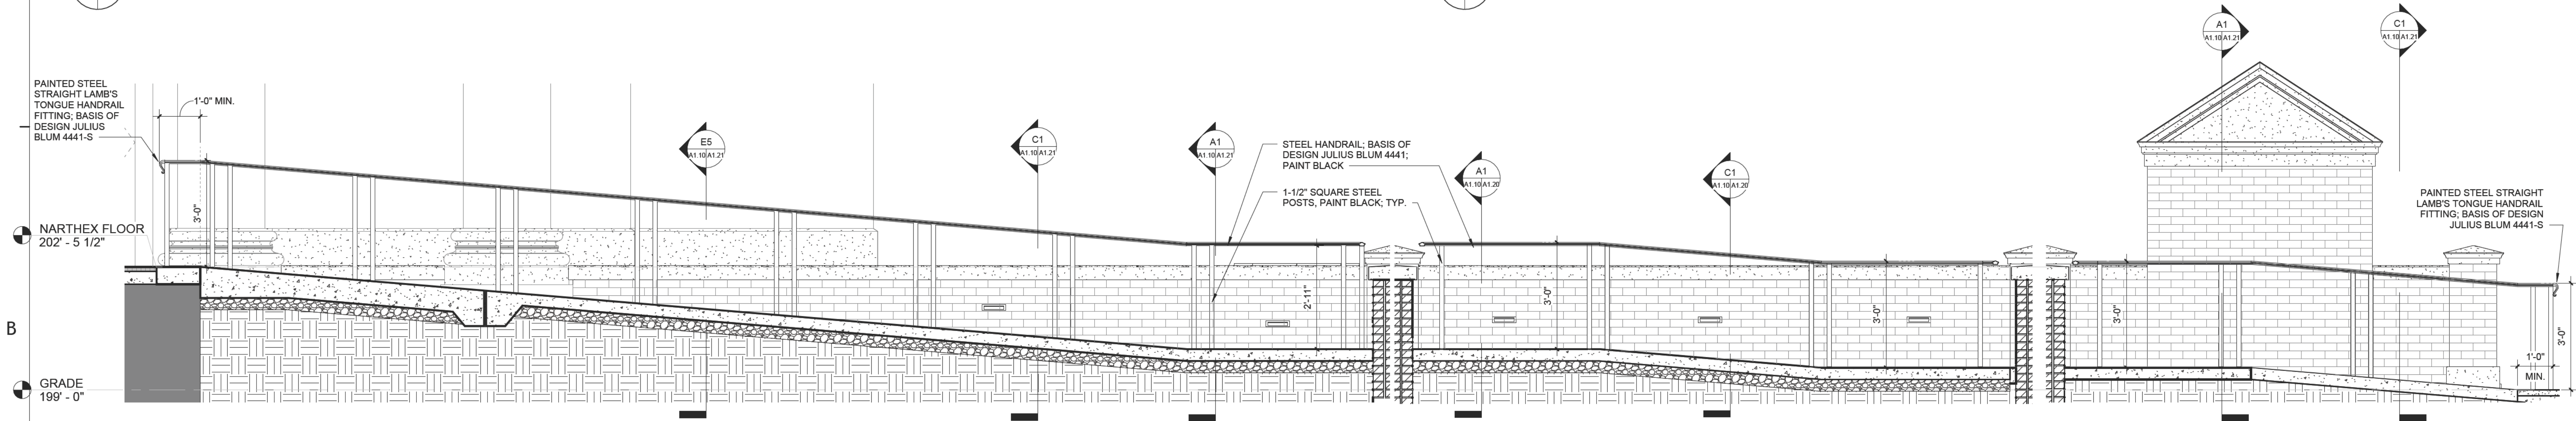 PAINTED STEEL
STRAIGHT LAMB'S
TONGUE HANDRAIL
FITTING; BASIS OF
DESIGN JULIUS
BLUM 4441-S
1'-0" MIN.
3'-0"
NARTHEX FLOOR
202' - 5 1/2"
B
GRADE
199' - 0"
E5
A1.10 A1.21
C1
A1.10 A1.21
A1
A1.10 A1.21
STEEL HANDRAIL; BASIS OF
DESIGN JULIUS BLUM 4441;
PAINT BLACK
1-1/2" SQUARE STEEL
POSTS, PAINT BLACK; TYP.
2'-11"
A1
A1.10 A1.20
3'-0"
C1
A1.10 A1.20
3'-0"
3'-0"
A1
A1.10 A1.21
C1
A1.10 A1.21
PAINTED STEEL STRAIGHT
LAMB'S TONGUE HANDRAIL
FITTING; BASIS OF DESIGN
JULIUS BLUM 4441-S
1'-0"
MIN.
3'-0"